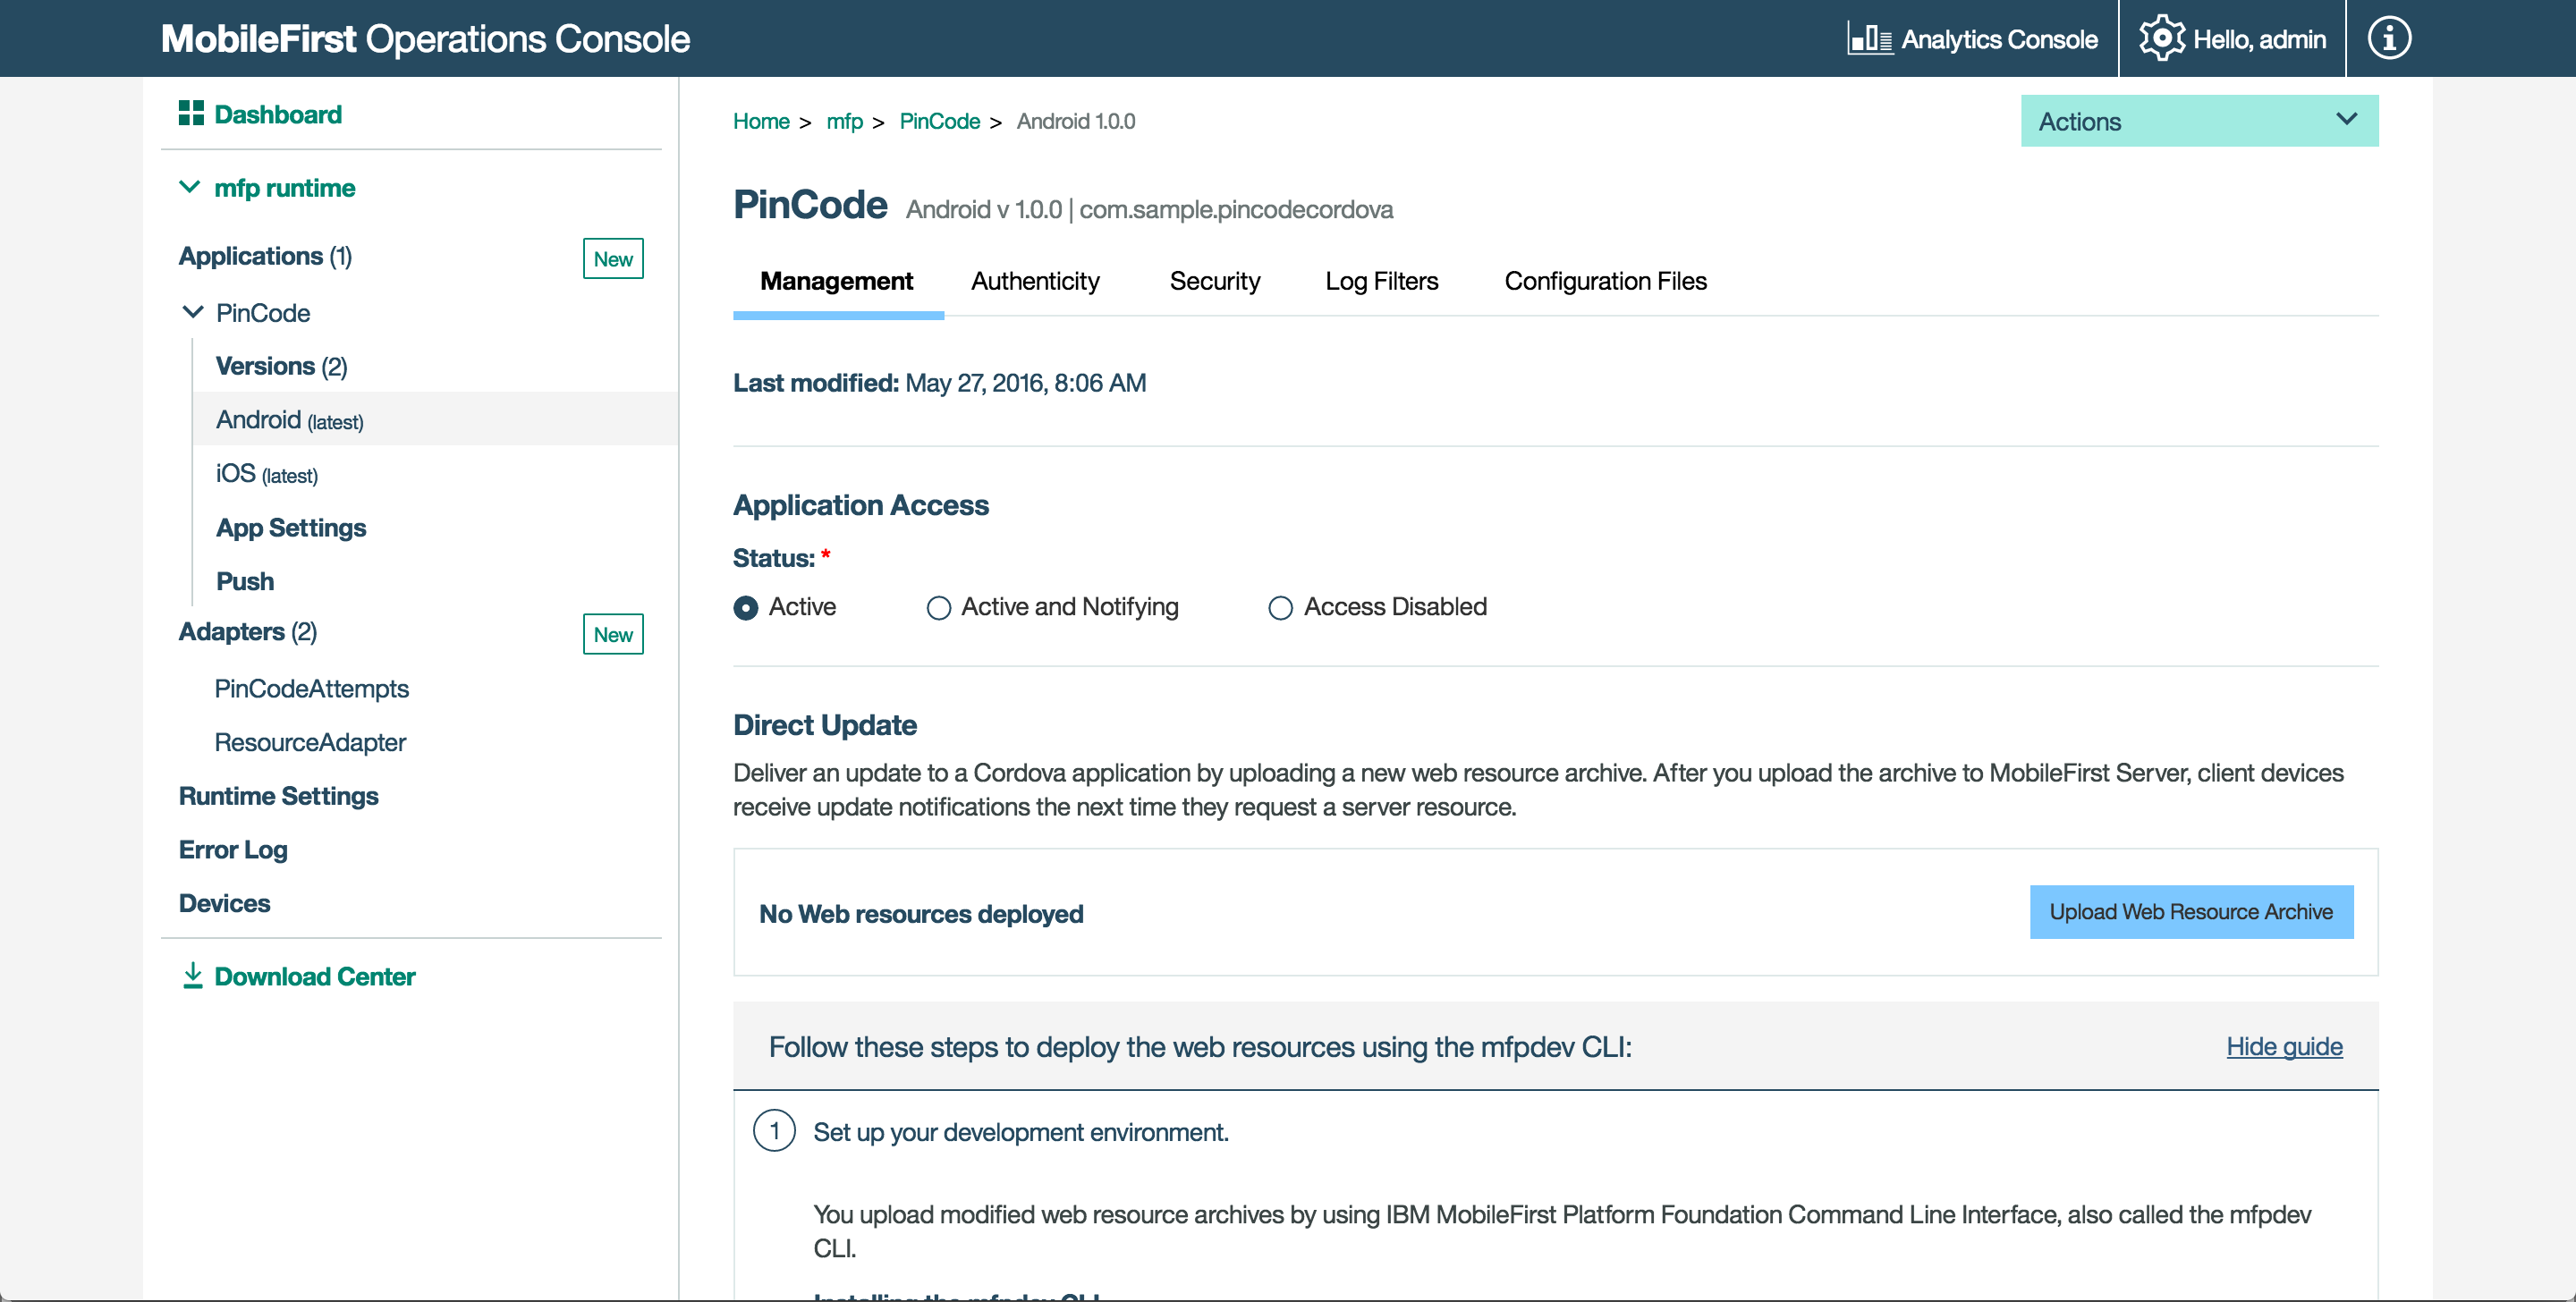 MobileFirst Operations Console
Analytics Console
Hello, admin
Dashboard
mfp runtime
Applications (1)
New
PinCode
Versions (2)
Android (latest)
iOS (latest)
App Settings
Push
Adapters (2)
New
PinCodeAttempts
ResourceAdapter
Runtime Settings
Error Log
Devices
Download Center
Home > mfp > PinCode > Android 1.0.0
Actions
PinCode Android v 1.0.0 | com.sample.pincodecordova
Management Authenticity Security Log Filters Configuration Files
Last modified: May 27, 2016, 8:06 AM
Application Access
Status: *
Active Active and Notifying Access Disabled
Direct Update
Deliver an update to a Cordova application by uploading a new web resource archive. After you upload the archive to MobileFirst Server, client devices
receive update notifications the next time they request a server resource.
No Web resources deployed
Upload Web Resource Archive
Follow these steps to deploy the web resources using the mfpdev CLI:
Hide guide
1 Set up your development environment.
You upload modified web resource archives by using IBM MobileFirst Platform Foundation Command Line Interface, also called the mfpdev
CLI.
Installing the mfpdev CLI